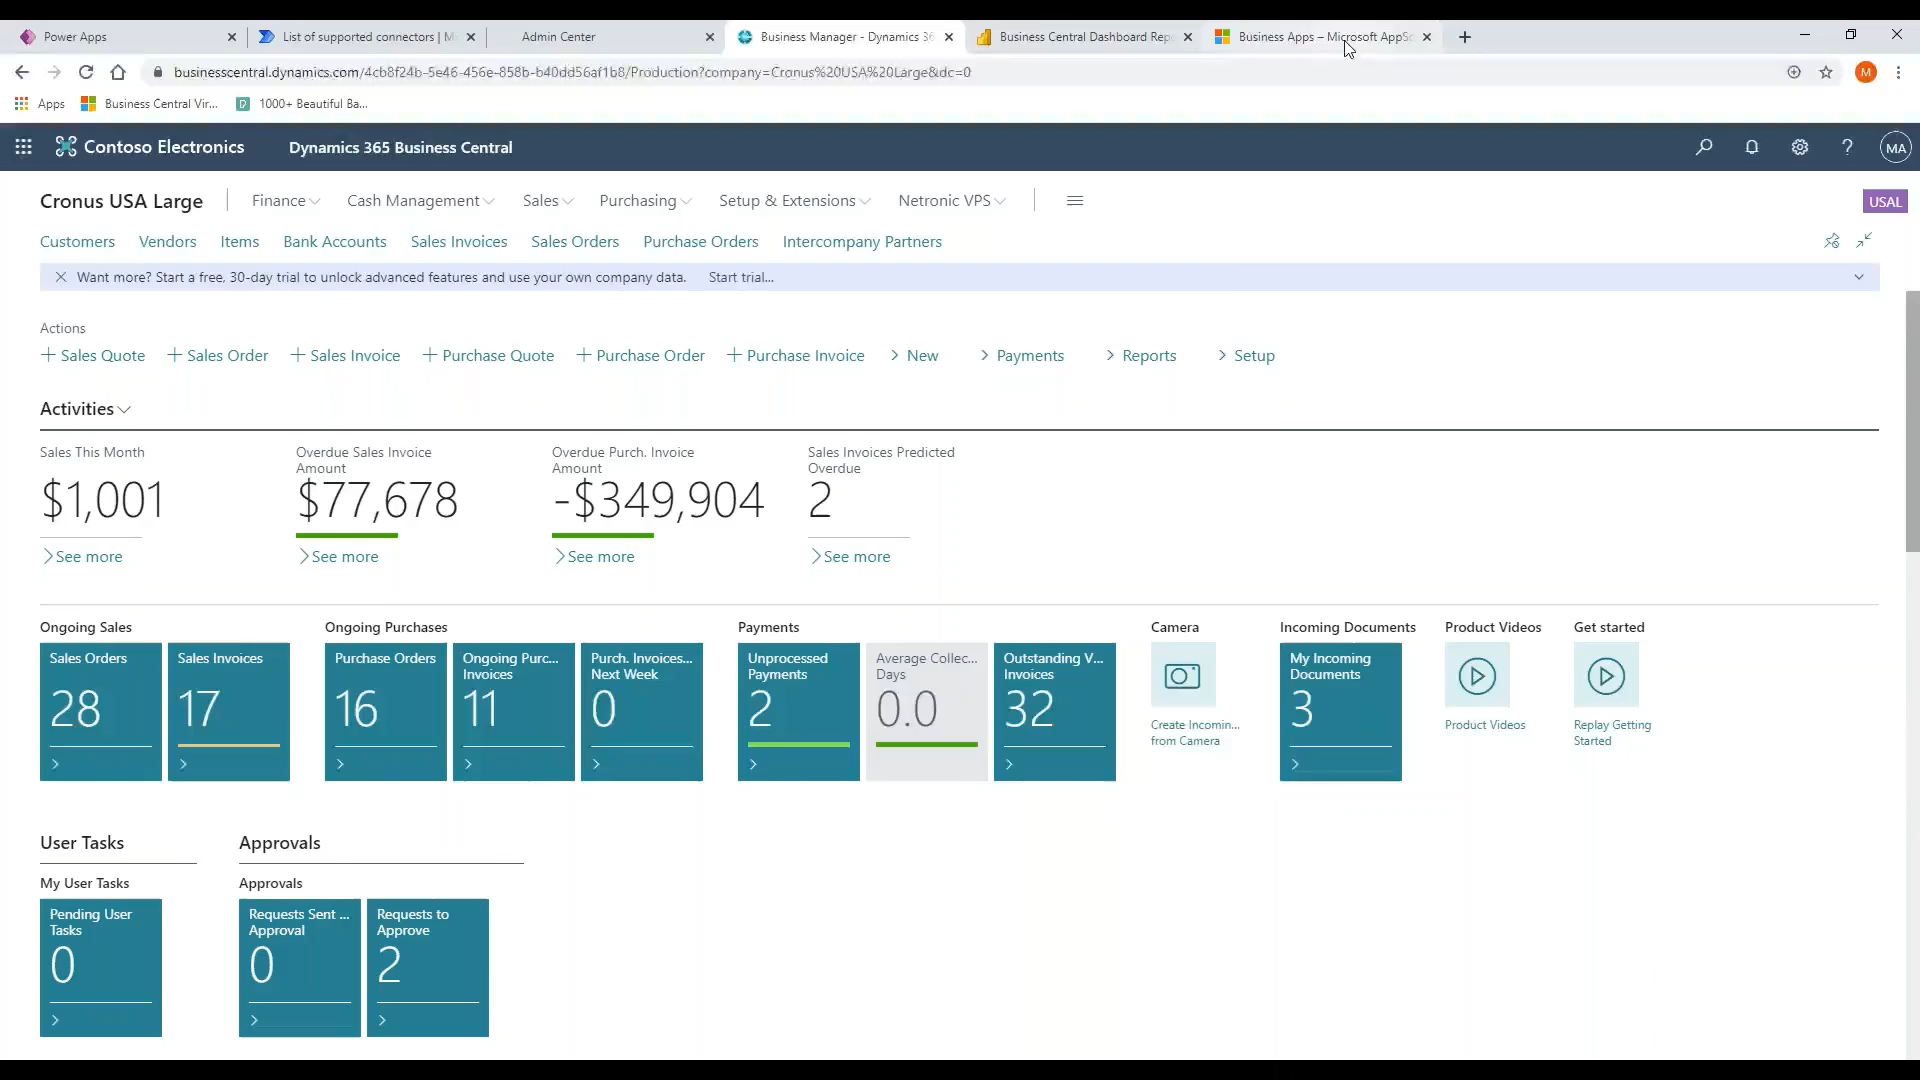 Power Apps
List of supported connectors | M
Admin Center
Business Manager - Dynamics 36
Business Central Dashboard Rep
Business Apps – Microsoft AppS
businesscentral.dynamics.com/4cb8f24b-5e46-456e-858b-b40dd56af1b8/Production?company=Cronus%20USA%20Large&dc=0
M
Apps
Business Central Vir...
1000+ Beautiful Ba...
Contoso Electronics
Dynamics 365 Business Central
MA
Cronus USA Large
Finance
Cash Management
Sales
Purchasing
Setup & Extensions
Netronic VPS
USAL
Customers
Vendors
Items
Bank Accounts
Sales Invoices
Sales Orders
Purchase Orders
Intercompany Partners
Want more? Start a free, 30-day trial to unlock advanced features and use your own company data.
Start trial...
Actions
+ Sales Quote
+ Sales Order
+ Sales Invoice
+ Purchase Quote
+ Purchase Order
+ Purchase Invoice
> New
> Payments
> Reports
> Setup
Activities
Sales This Month
$1,001
See more
Overdue Sales Invoice
Amount
$77,678
See more
Overdue Purch. Invoice
Amount
-$349,904
See more
Sales Invoices Predicted
Overdue
2
See more
Ongoing Sales
Sales Orders
28
Sales Invoices
17
Ongoing Purchases
Purchase Orders
16
Ongoing Purc...
Invoices
11
Purch. Invoices...
Next Week
0
Payments
Unprocessed
Payments
2
Average Collec...
Days
0.0
Outstanding V...
Invoices
32
Camera
Create Incomin...
from Camera
Incoming Documents
My Incoming
Documents
3
Product Videos
Product Videos
Get started
Replay Getting
Started
User Tasks
My User Tasks
Pending User
Tasks
0
Approvals
Approvals
Requests Sent ...
Approval
0
Requests to
Approve
2